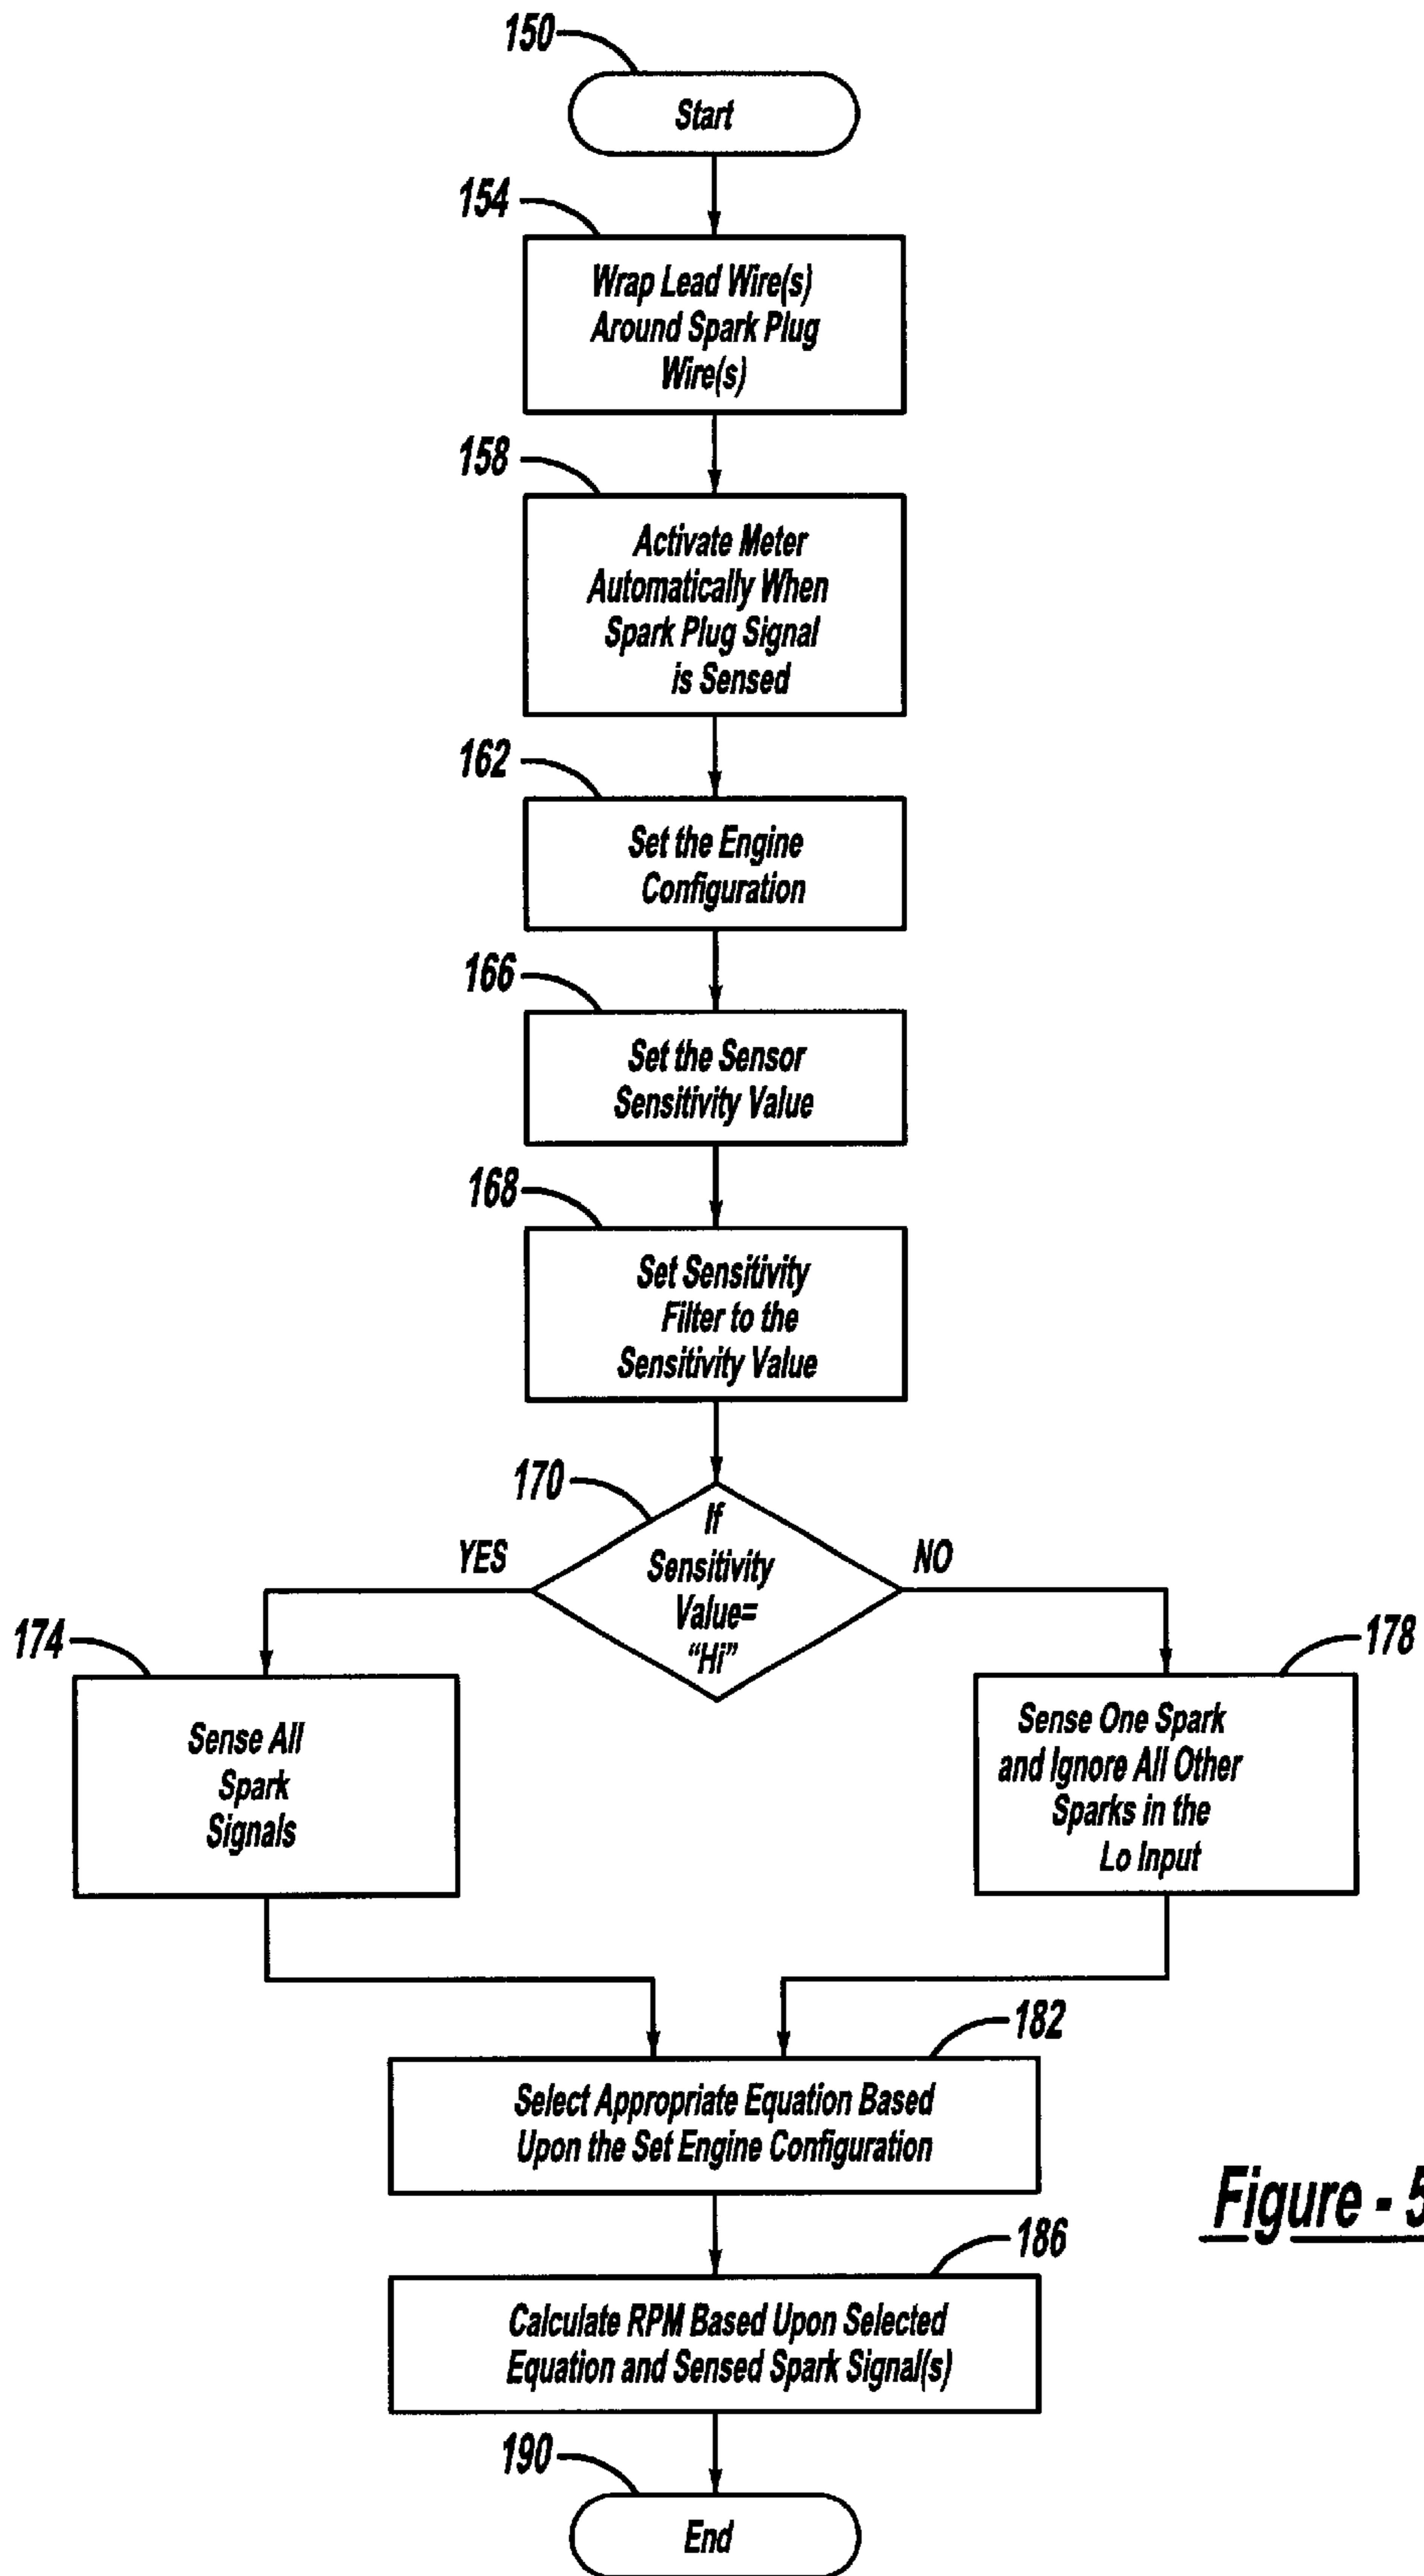 150
Start
154
Wrap Lead Wire(s)
Around Spark Plug
Wire(s)
158
Activate Meter
Automatically When
Spark Plug Signal
is Sensed
162
Set the Engine
Configuration
166
Set the Sensor
Sensitivity Value
168
Set Sensitivity
Filter to the
Sensitivity Value
170
If
Sensitivity
Value=
“Hi”
YES
NO
174
Sense All
Spark
Signals
178
Sense One Spark
and Ignore All Other
Sparks in the
Lo Input
182
Select Appropriate Equation Based
Upon the Set Engine Configuration
186
Calculate RPM Based Upon Selected
Equation and Sensed Spark Signal(s)
190
End
Figure - 5